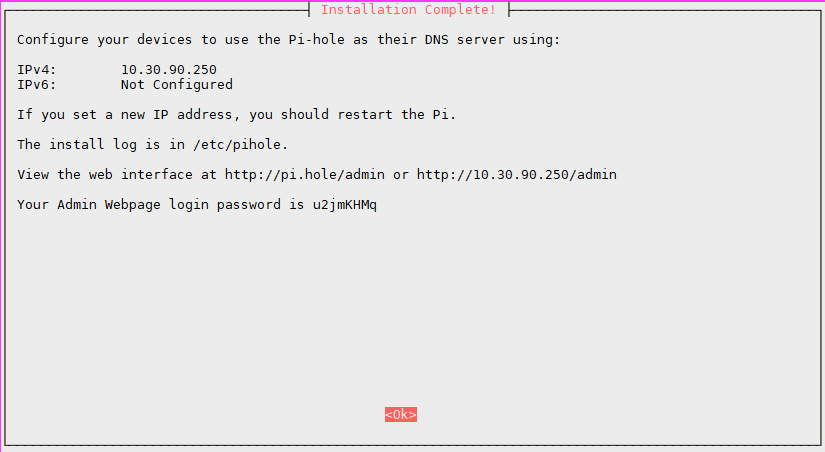 Installation Complete!
Configure your devices to use the Pi-hole as their DNS server using:
IPv4:        10.30.90.250
IPv6:        Not Configured
If you set a new IP address, you should restart the Pi.
The install log is in /etc/pihole.
View the web interface at http://pi.hole/admin or http://10.30.90.250/admin
Your Admin Webpage login password is u2jmKHMq
<Ok>